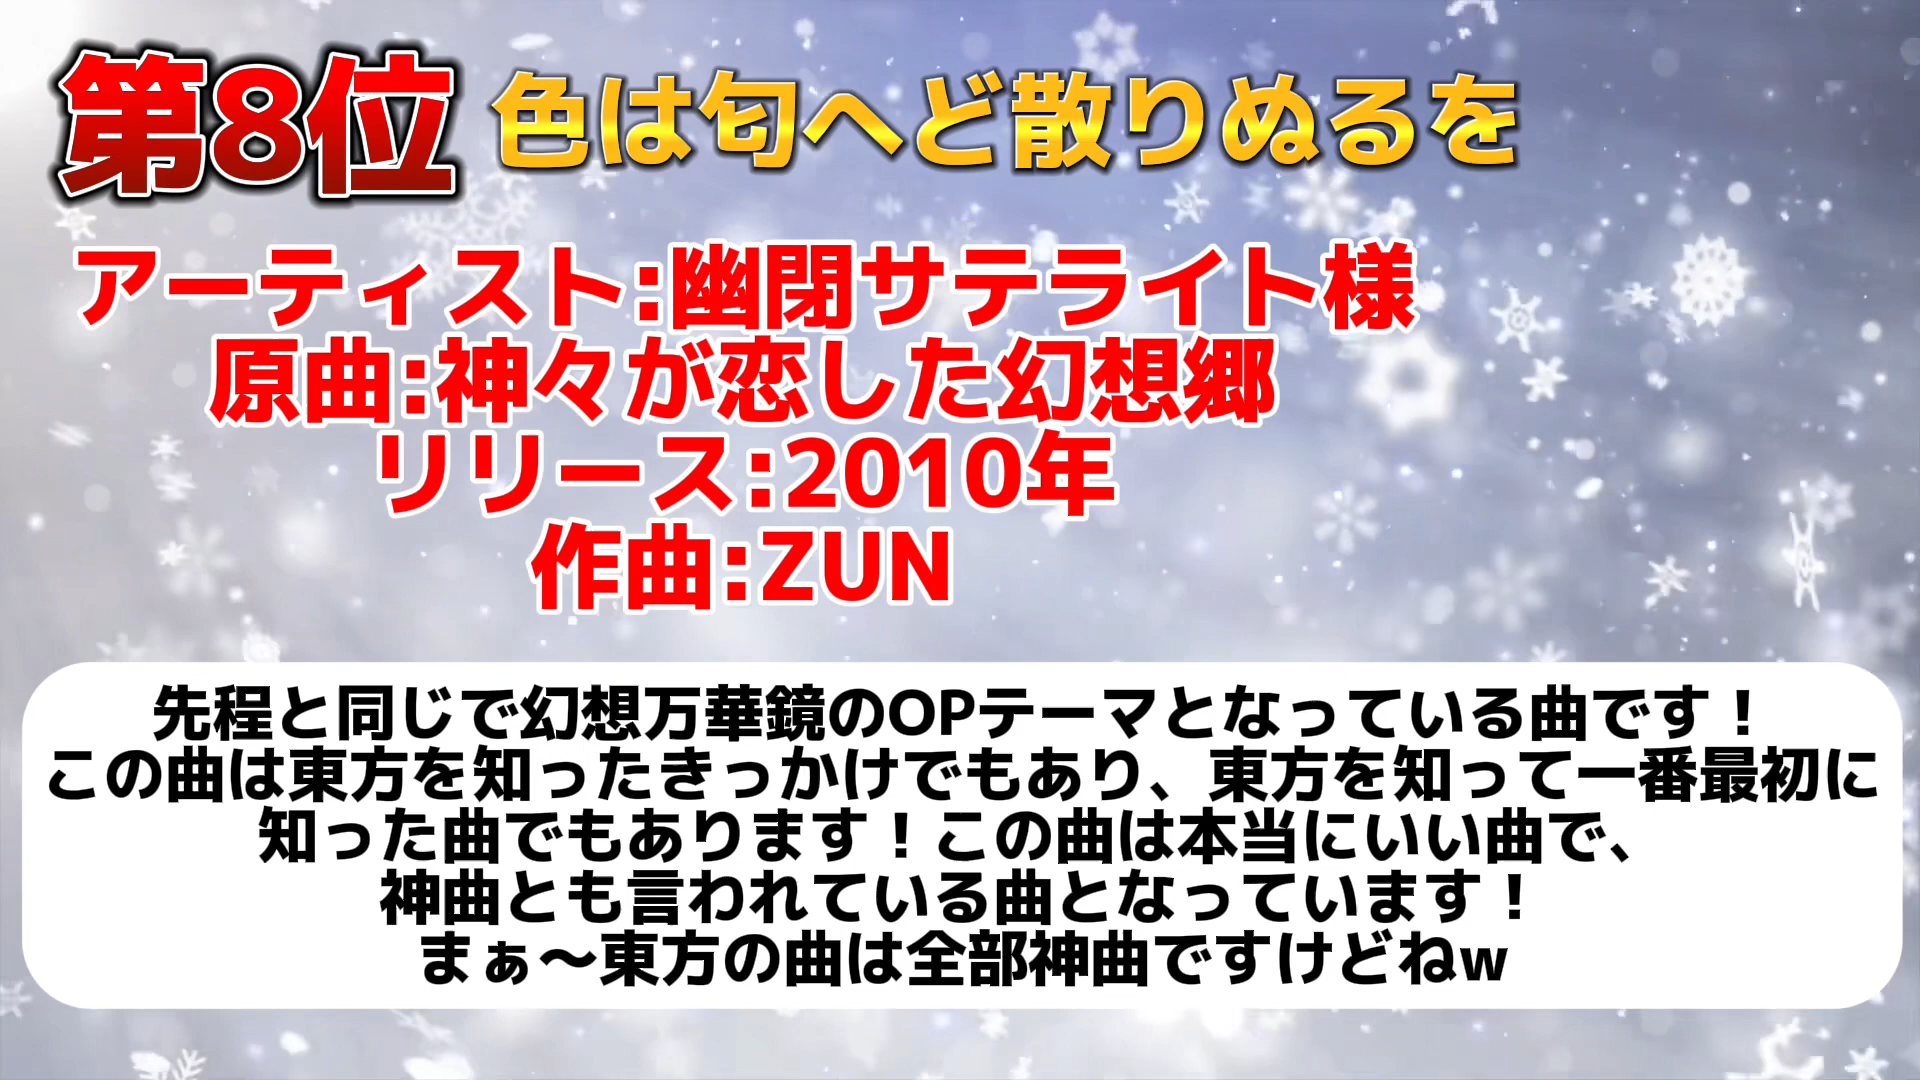 第8位 色は匂へど散りぬるを
アーティスト:幽閉サテライト様
原曲:神々が恋した幻想郷
リリース:2010年
作曲:ZUN
先程と同じで幻想万華鏡のOPテーマとなっている曲です！
この曲は東方を知ったきっかけでもあり、東方を知って一番最初に
知った曲でもあります！この曲は本当にいい曲で、
神曲とも言われている曲となっています！
まぁ～東方の曲は全部神曲ですけどねw